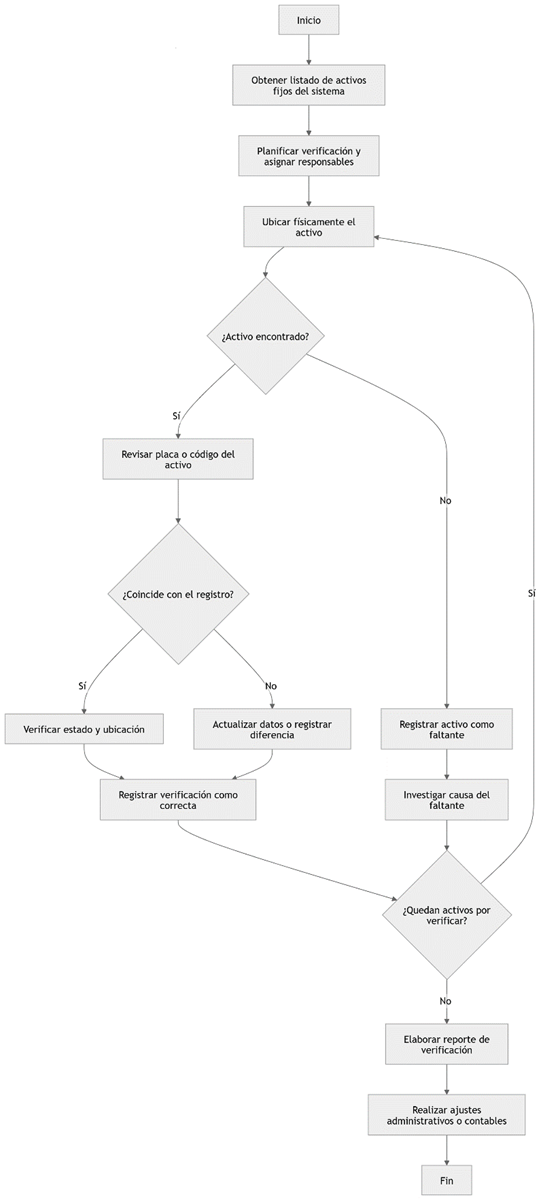 Inicio
Obtener listado de activos
fijos del sistema
Planificar verificación y
asignar responsables
Ubicar físicamente el
activo
¿Activo encontrado?
Sí
Revisar placa o código del
activo
No
Sí
¿Coincide con el registro?
Sí
No
Verificar estado y ubicación
Actualizar datos o registrar
diferencia
Registrar activo como
faltante
Registrar verificación como
correcta
Investigar causa del
faltante
¿Quedan activos por
verificar?
No
Elaborar reporte de
verificación
Realizar ajustes
administrativos o contables
Fin